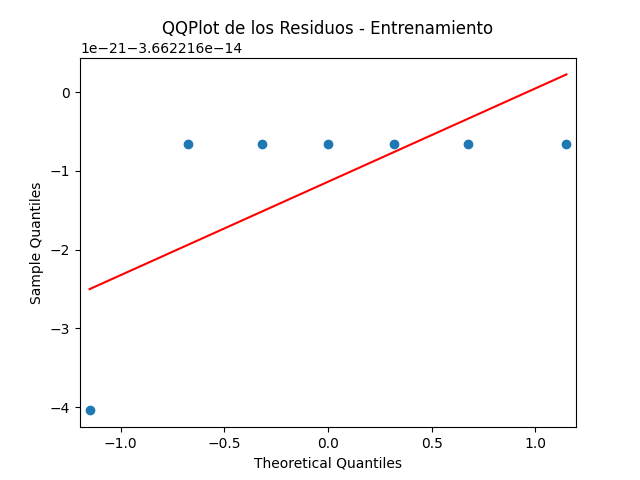 QQPlot de los Residuos - Entrenamiento
1e−21−3.662216e−14
0
−1
−2
−3
−4
Sample Quantiles
−1.0 −0.5 0.0 0.5 1.0
Theoretical Quantiles